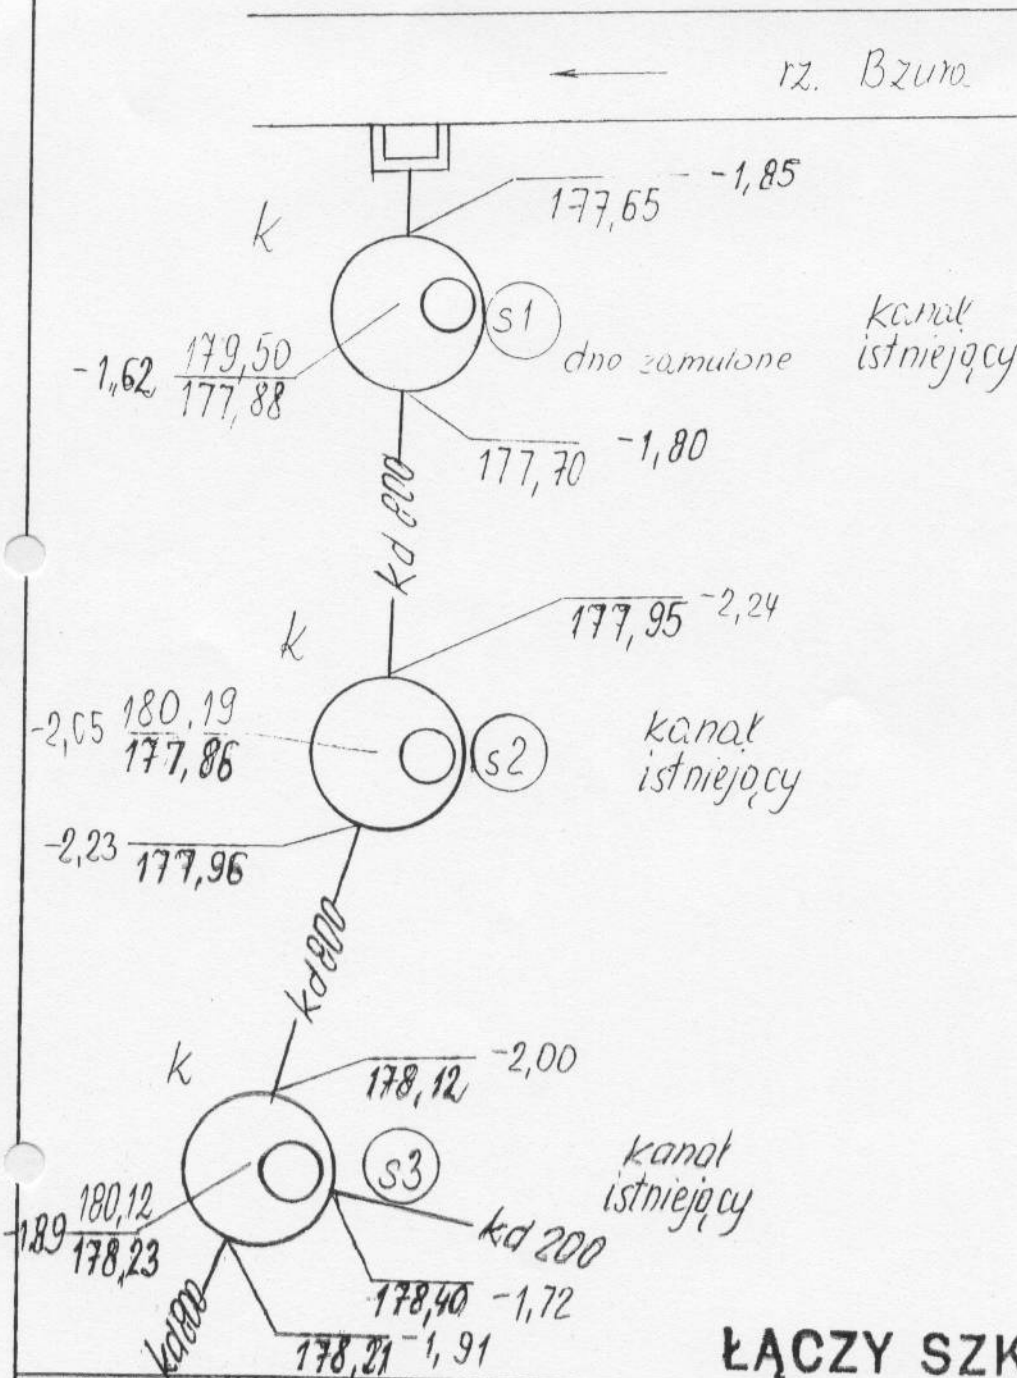 rz. Bzura
-1,85
177,65
k
s1
kanał
istniejący
dno zamulone
-1,62 179,50
177,88
177,70 -1,80
kd 800
k
177,95 -2,24
-2,05 180,19
177,86
s2
kanał
istniejący
-2,23 177,96
kd800
k
178,12 -2,00
s3
kanał
istniejący
-1.89 180,12
178,23
kd 200
178,40 -1,72
kd800
178,21 -1,91
ŁĄCZY SZK